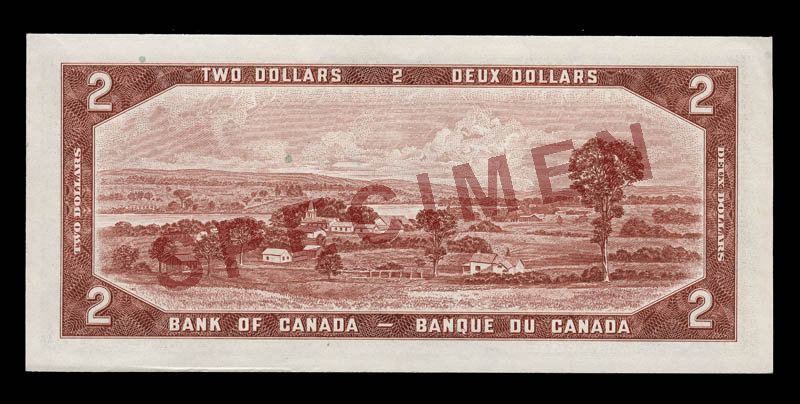 TWO DOLLARS 2 DEUX DOLLARS
2 2
TWO DOLLARS
DEUX DOLLARS
SPECIMEN
2 2
BANK OF CANADA — BANQUE DU CANADA